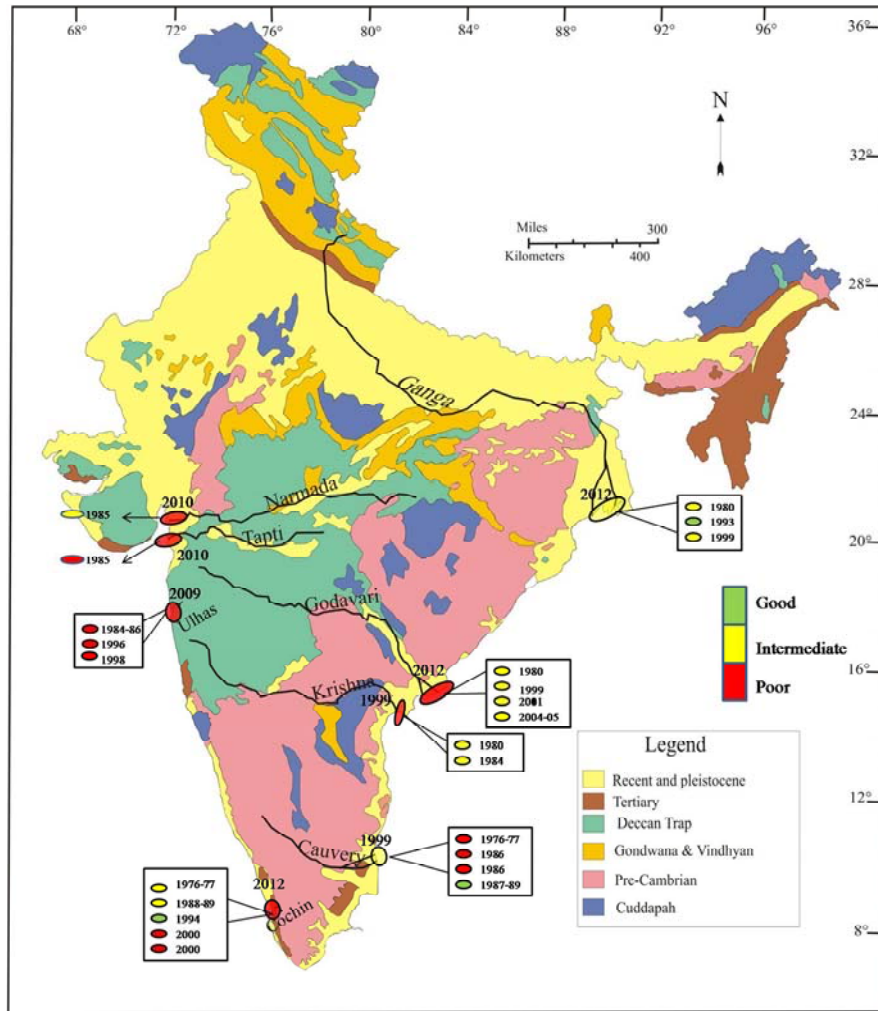 68°
72°
76°
80°
84°
88°
92°
96°
36°
N
32°
Miles
300
Kilometers
400
28°
Ganga
24°
2010
Narmada
2012
1980
1993
1999
1985
Tapti
20°
1985
2010
2009
Ulhas
Godavari
Good
1984-86
1996
1998
Intermediate
2012
16°
Poor
Krishna
1999
1980
1999
2001
2004-05
1980
1984
Legend
Recent and pleistocene
Tertiary
12°
Deccan Trap
1999
Cauvery
1976-77
1986
1986
1987-89
Gondwana & Vindhyan
Pre-Cambrian
2012
1976-77
1988-89
1994
2000
2000
ochin
Cuddapah
8°